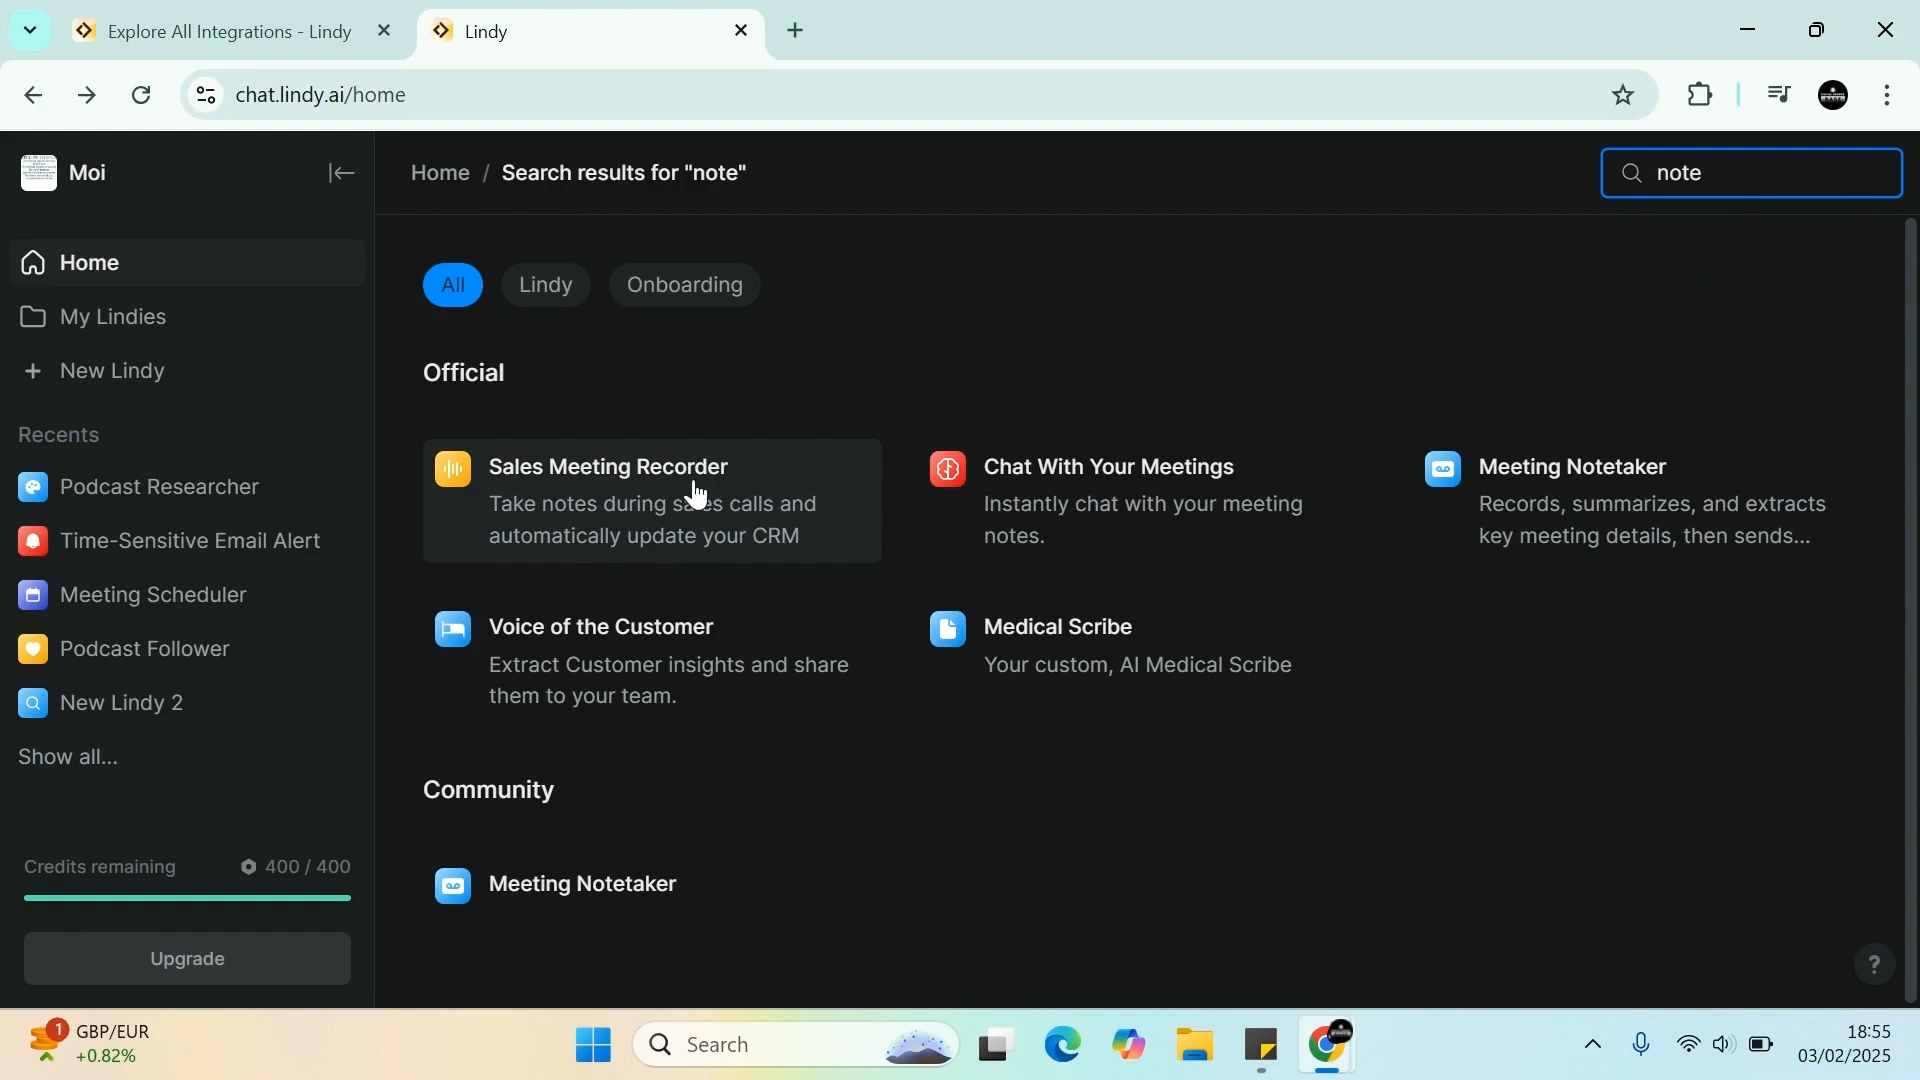 Explore All Integrations - Lindy
Lindy
chat.lindy.ai/home
Moi
Home / Search results for "note"
note
Home
My Lindies
New Lindy
Recents
Podcast Researcher
Time-Sensitive Email Alert
Meeting Scheduler
Podcast Follower
New Lindy 2
Show all...
Credits remaining 400 / 400
Upgrade
All Lindy Onboarding
Official
Sales Meeting Recorder
Take notes during sales calls and
automatically update your CRM
Chat With Your Meetings
Instantly chat with your meeting
notes.
Meeting Notetaker
Records, summarizes, and extracts
key meeting details, then sends...
Voice of the Customer
Extract Customer insights and share
them to your team.
Medical Scribe
Your custom, AI Medical Scribe
Community
Meeting Notetaker
?
1
GBP/EUR
+0.82%
Search
18:55
03/02/2025